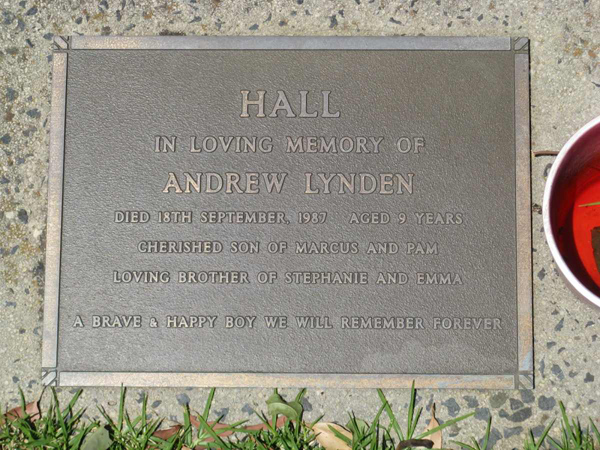 HALL
IN LOVING MEMORY OF
ANDREW LYNDEN
DIED 18TH SEPTEMBER, 1987 AGED 9 YEARS
CHERISHED SON OF MARCUS AND PAM
LOVING BROTHER OF STEPHANIE AND EMMA
A BRAVE & HAPPY BOY WE WILL REMEMBER FOREVER